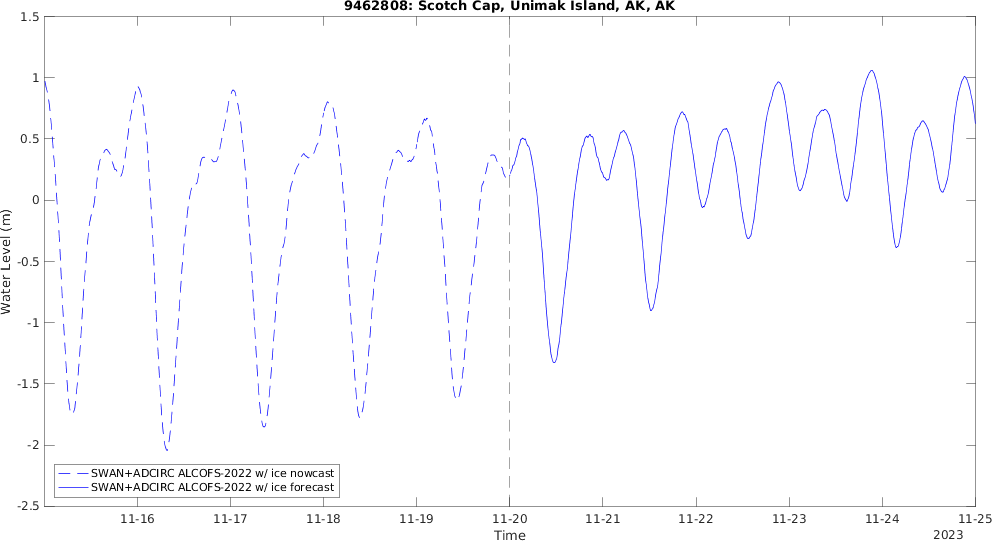 9462808: Scotch Cap, Unimak Island, AK, AK
1.5
1
0.5
0
-0.5
-1
-1.5
-2
-2.5
Water Level (m)
SWAN+ADCIRC ALCOFS-2022 w/ ice nowcast
SWAN+ADCIRC ALCOFS-2022 w/ ice forecast
11-16 11-17 11-18 11-19 11-20 11-21 11-22 11-23 11-24 11-25
Time
2023